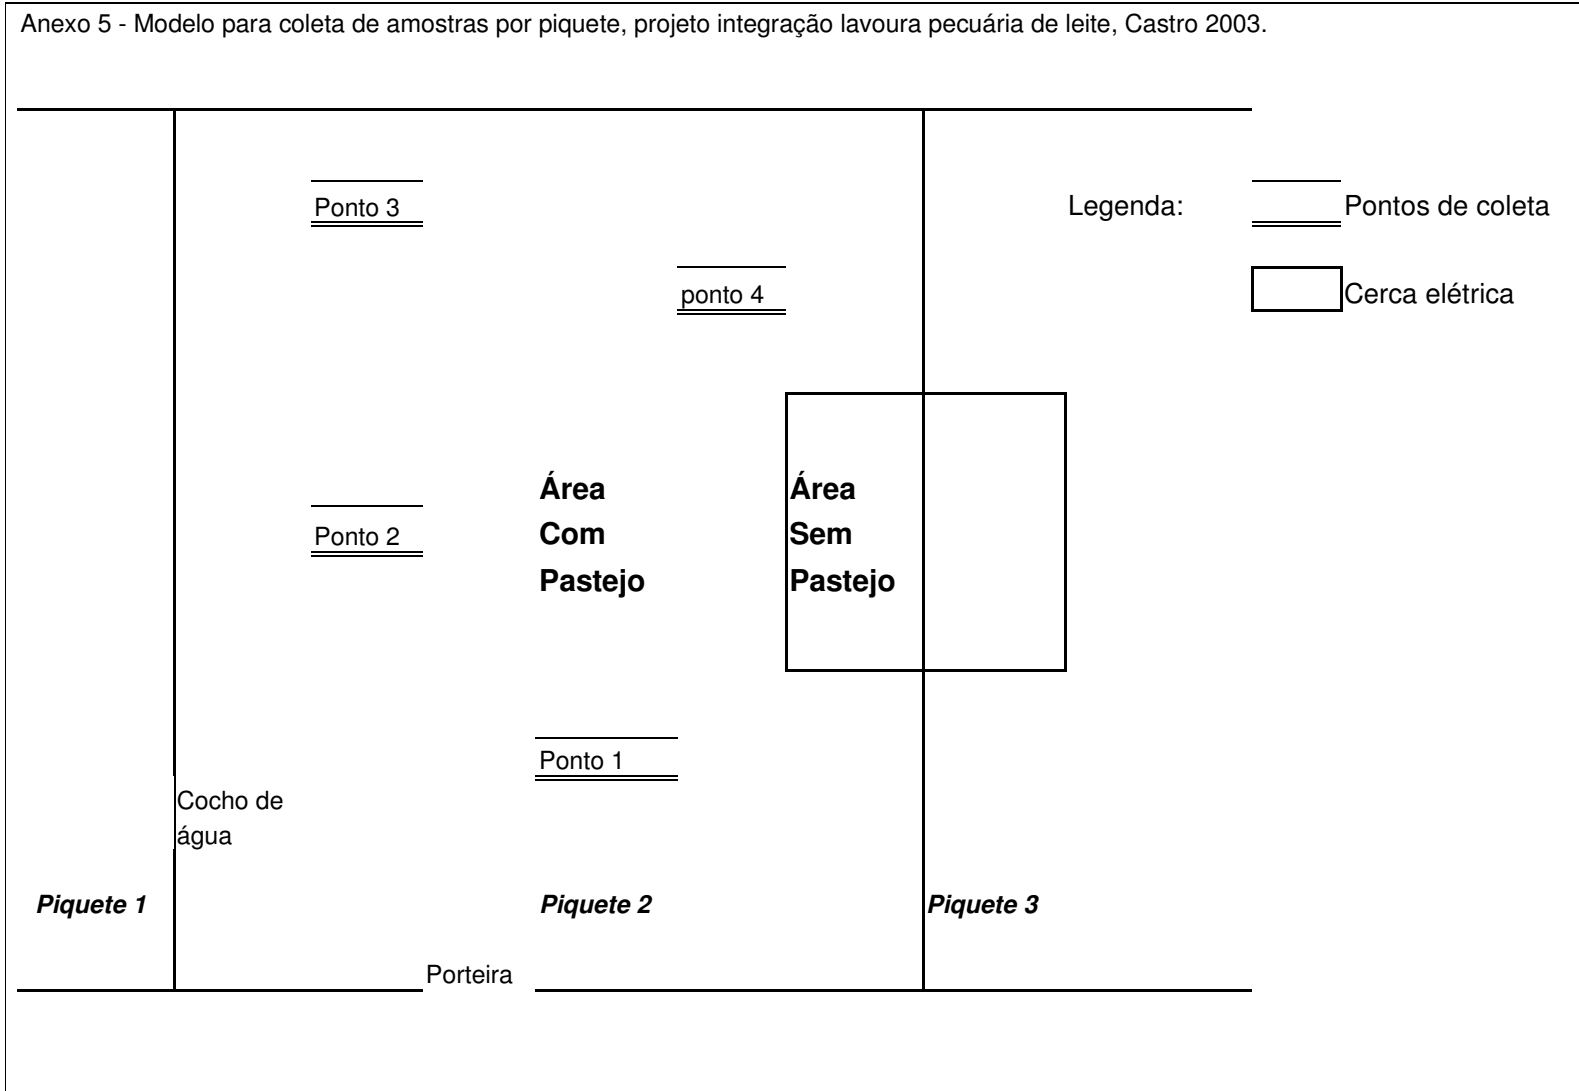 Anexo 5 - Modelo para coleta de amostras por piquete, projeto integração lavoura pecuária de leite, Castro 2003.
Ponto 3
Legenda:
Pontos de coleta
ponto 4
Cerca elétrica
Área
Com
Pastejo
Área
Sem
Pastejo
Ponto 2
Ponto 1
Cocho de
água
Piquete 1
Piquete 2
Piquete 3
Porteira